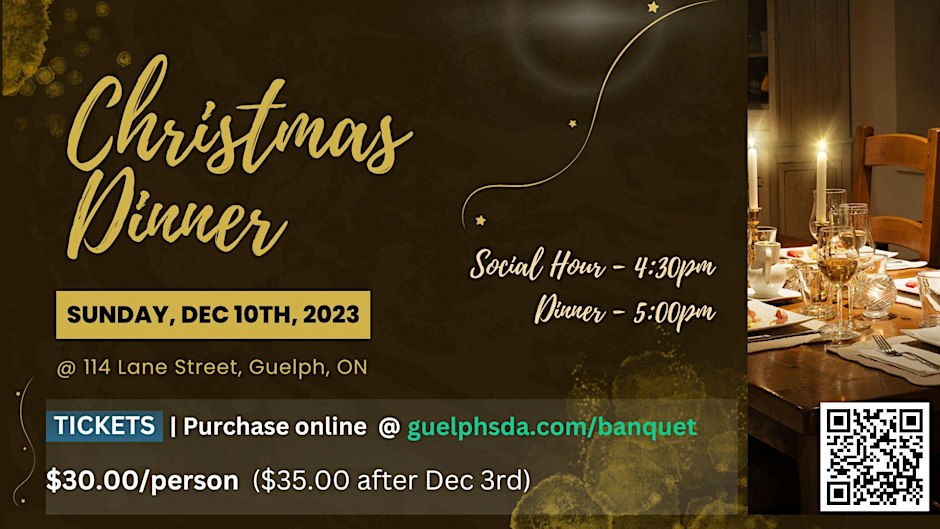 Christmas
Dinner
SUNDAY, DEC 10TH, 2023
@ 114 Lane Street, Guelph, ON
Social Hour - 4:30pm
Dinner - 5:00pm
TICKETS | Purchase online @ guelphsda.com/banquet
$30.00/person ($35.00 after Dec 3rd)